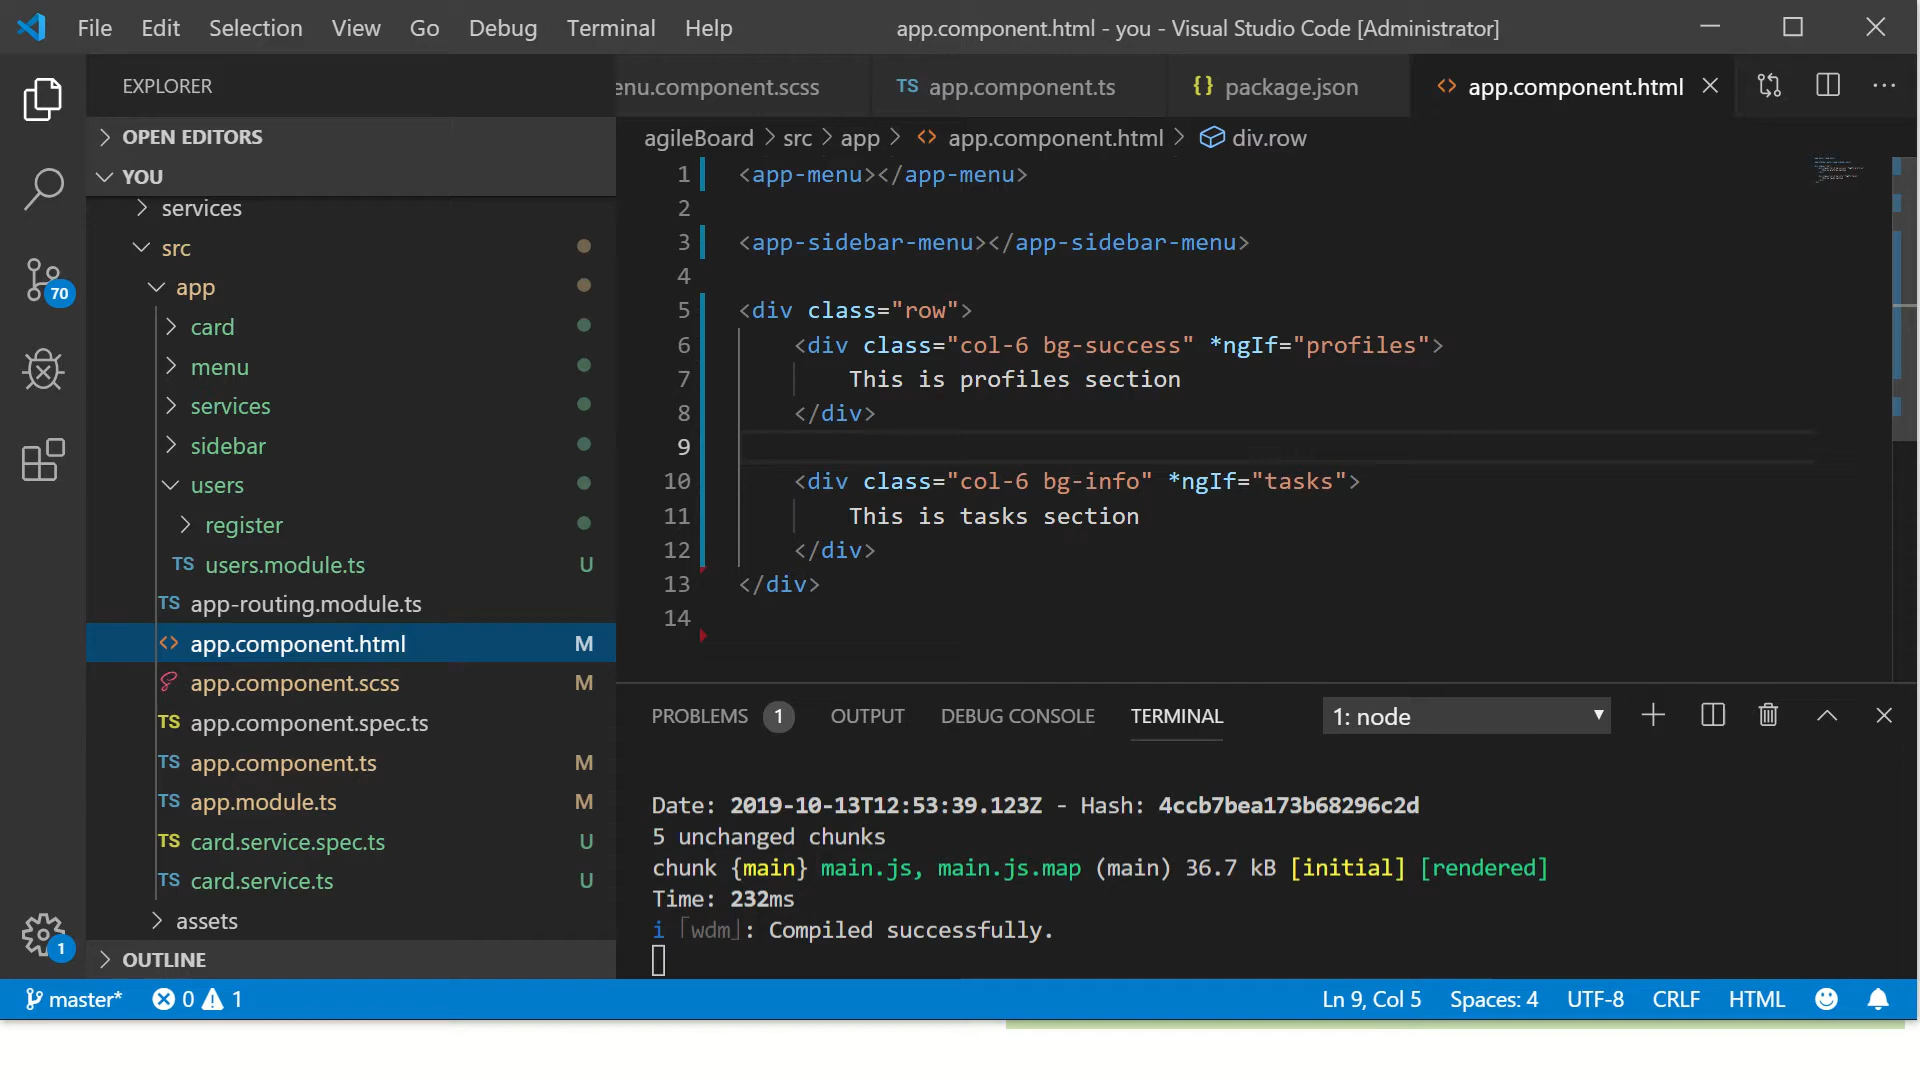 File Edit Selection View Go Debug Terminal Help app.component.html - you - Visual Studio Code [Administrator]
EXPLORER
enu.component.scss TS app.component.ts {} package.json <> app.component.html
OPEN EDITORS
agileBoard > src > app > <> app.component.html > div.row
YOU
services
src
app
card
menu
services
sidebar
users
register
TS users.module.ts U
TS app-routing.module.ts
<> app.component.html M
app.component.scss M
TS app.component.spec.ts
TS app.component.ts M
TS app.module.ts M
TS card.service.spec.ts U
TS card.service.ts U
assets
OUTLINE
70
1
1 <app-menu></app-menu>
2
3 <app-sidebar-menu></app-sidebar-menu>
4
5 <div class="row">
6 <div class="col-6 bg-success" *ngIf="profiles">
7 This is profiles section
8 </div>
9
10 <div class="col-6 bg-info" *ngIf="tasks">
11 This is tasks section
12 </div>
13 </div>
14
PROBLEMS 1 OUTPUT DEBUG CONSOLE TERMINAL 1: node
Date: 2019-10-13T12:53:39.123Z - Hash: 4ccb7bea173b68296c2d
5 unchanged chunks
chunk {main} main.js, main.js.map (main) 36.7 kB [initial] [rendered]
Time: 232ms
i ｢wdm｣: Compiled successfully.
master* 0 1 Ln 9, Col 5 Spaces: 4 UTF-8 CRLF HTML